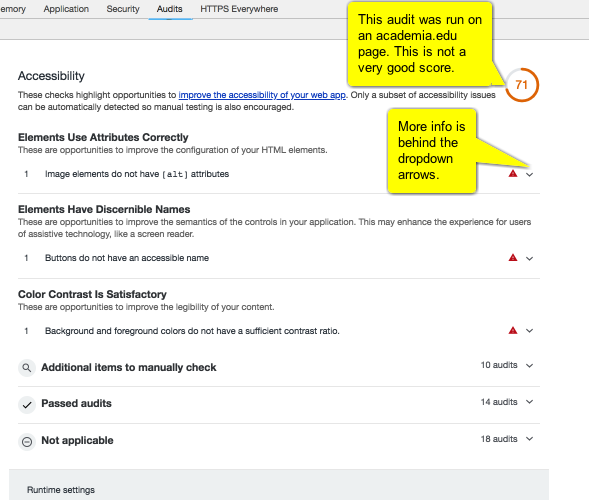 emory Application Security Audits HTTPS Everywhere
This audit was run on
an academia.edu
page. This is not a
very good score.
Accessibility
These checks highlight opportunities to improve the accessibility of your web app. Only a subset of accessibility issues
can be automatically detected so manual testing is also encouraged.
71
More info is
behind the
dropdown
arrows.
Elements Use Attributes Correctly
These are opportunities to improve the configuration of your HTML elements.
1 Image elements do not have [alt] attributes
Elements Have Discernible Names
These are opportunities to improve the semantics of the controls in your application. This may enhance the experience for users
of assistive technology, like a screen reader.
1 Buttons do not have an accessible name
Color Contrast Is Satisfactory
These are opportunities to improve the legibility of your content.
1 Background and foreground colors do not have a sufficient contrast ratio.
Additional items to manually check 10 audits
Passed audits 14 audits
Not applicable 18 audits
Runtime settings